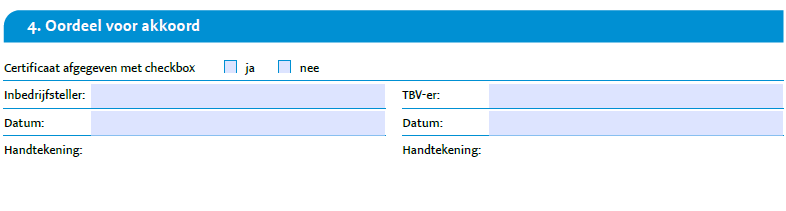 4. Oordeel voor akkoord
Certificaat afgegeven met checkbox ja nee
Inbedrijfsteller: TBV-er:
Datum: Datum:
Handtekening: Handtekening: